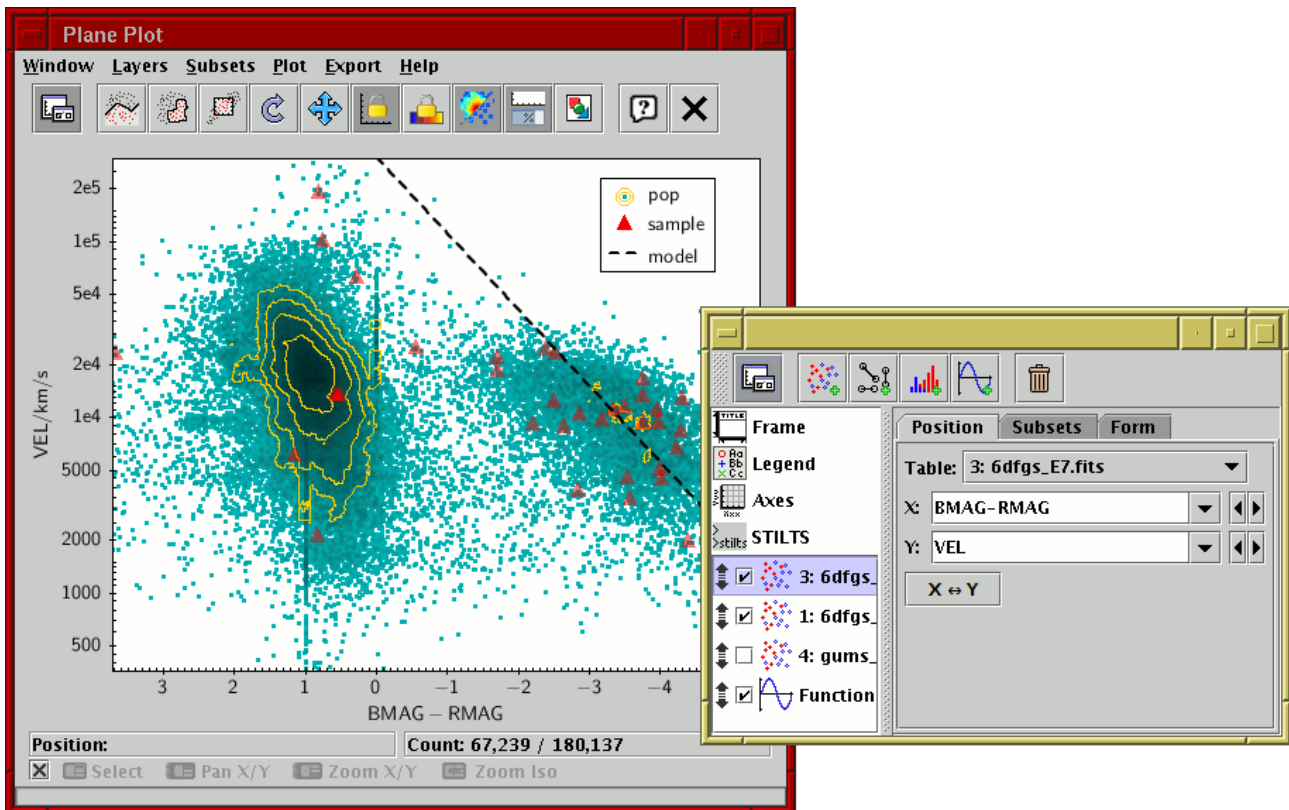 Plane Plot
Window Layers Subsets Plot Export Help
2e5
1e5
5e4
2e4
1e4
5000
2000
1000
500
VEL/km/s
pop
sample
model
3 2 1 0 −1 −2 −3 −4
BMAG − RMAG
Position:
Count: 67,239 / 180,137
Select Pan X/Y Zoom X/Y Zoom Iso
Frame
Legend
Axes
STILTS
3: 6dfgs_
1: 6dfgs_
4: gums_
Function
Position Subsets Form
Table: 3: 6dfgs_E7.fits
X: BMAG-RMAG
Y: VEL
X ⇔ Y